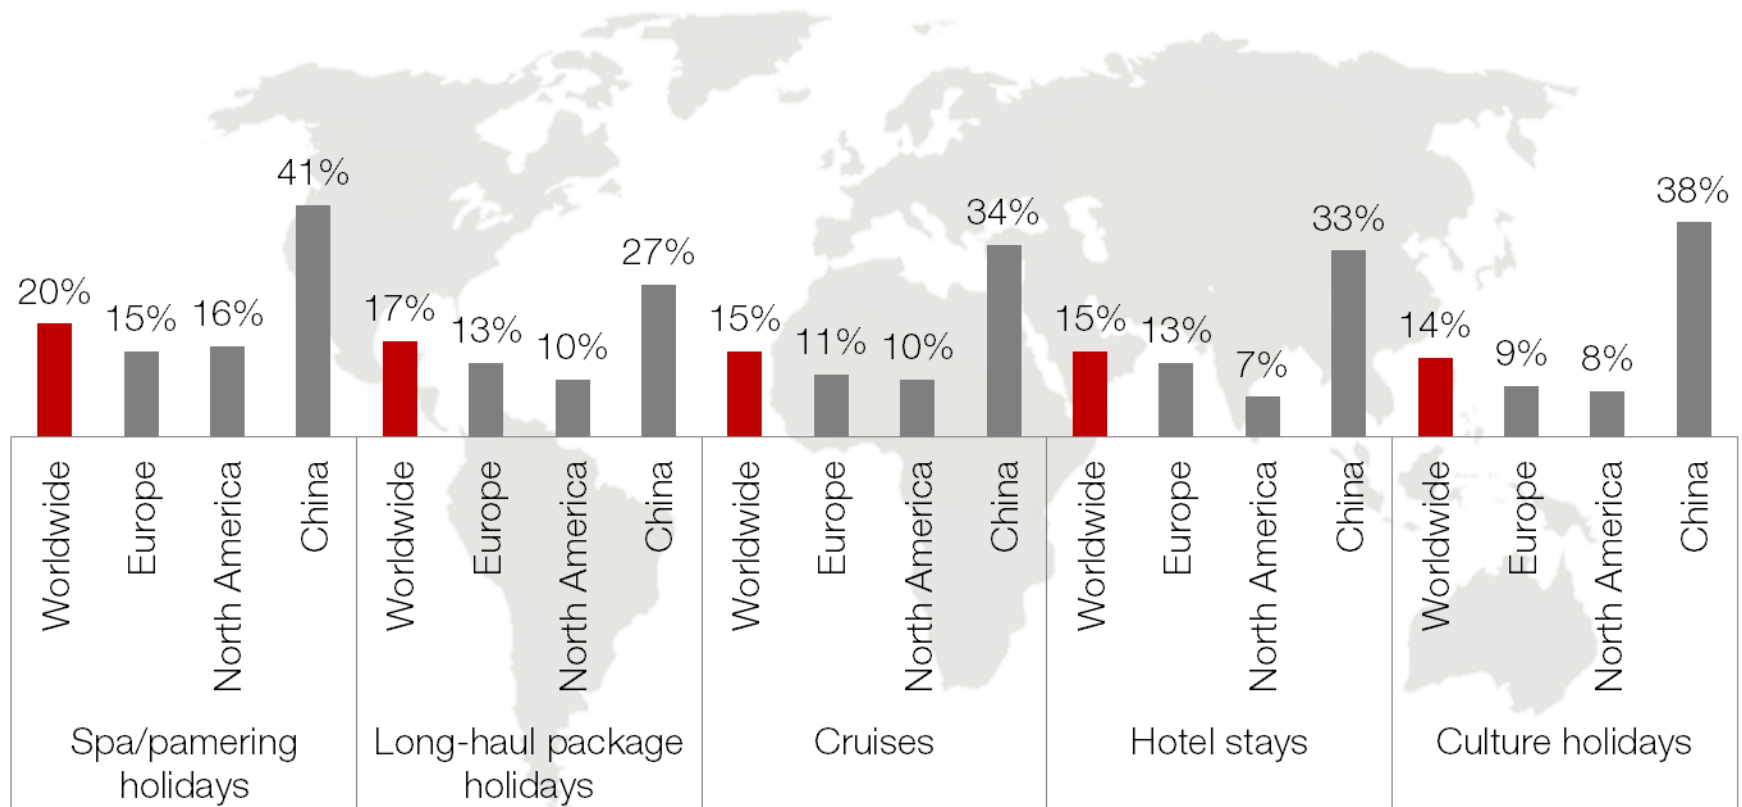 41%
38%
34%
33%
27%
20%
15%
16%
17%
13%
10%
15%
11%
10%
15%
13%
7%
14%
9%
8%
Worldwide
Europe
North America
China
Worldwide
Europe
North America
China
Worldwide
Europe
North America
China
Worldwide
Europe
North America
China
Worldwide
Europe
North America
China
Spa/pamering
holidays
Long-haul package
holidays
Cruises
Hotel stays
Culture holidays